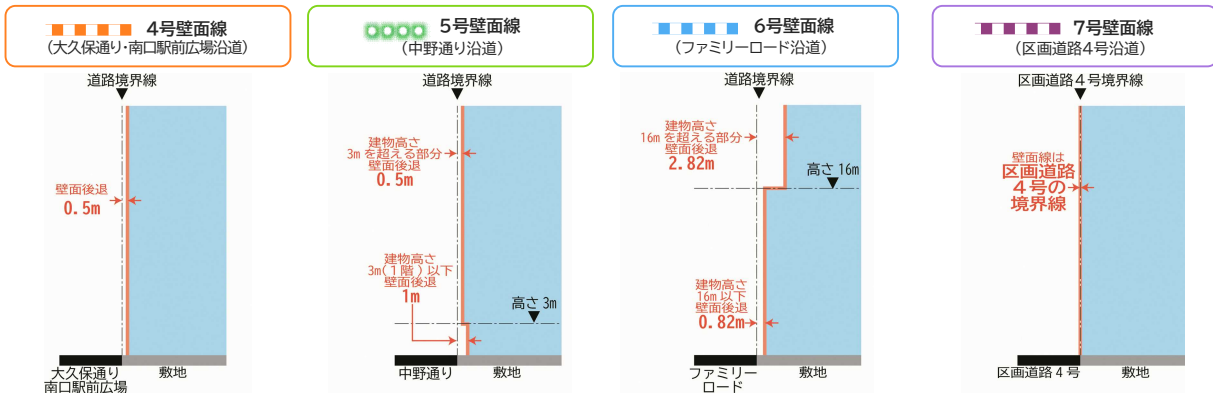 4号壁面線
(大久保通り・南口駅前広場沿道)
道路境界線
壁面後退
0.5m
大久保通り
南口駅前広場
敷地
5号壁面線
(中野通り沿道)
道路境界線
建物高さ
3mを超える部分
壁面後退
0.5m
建物高さ
3m(1階)以下
壁面後退
1m
高さ3m
中野通り
敷地
6号壁面線
(ファミリーロード沿道)
道路境界線
建物高さ
16mを超える部分
壁面後退
2.82m
高さ16m
建物高さ
16m以下
壁面後退
0.82m
ファミリー
ロード
敷地
7号壁面線
(区画道路4号沿道)
区画道路4号境界線
壁面線は
区画道路
4号の
境界線
区画道路4号
敷地